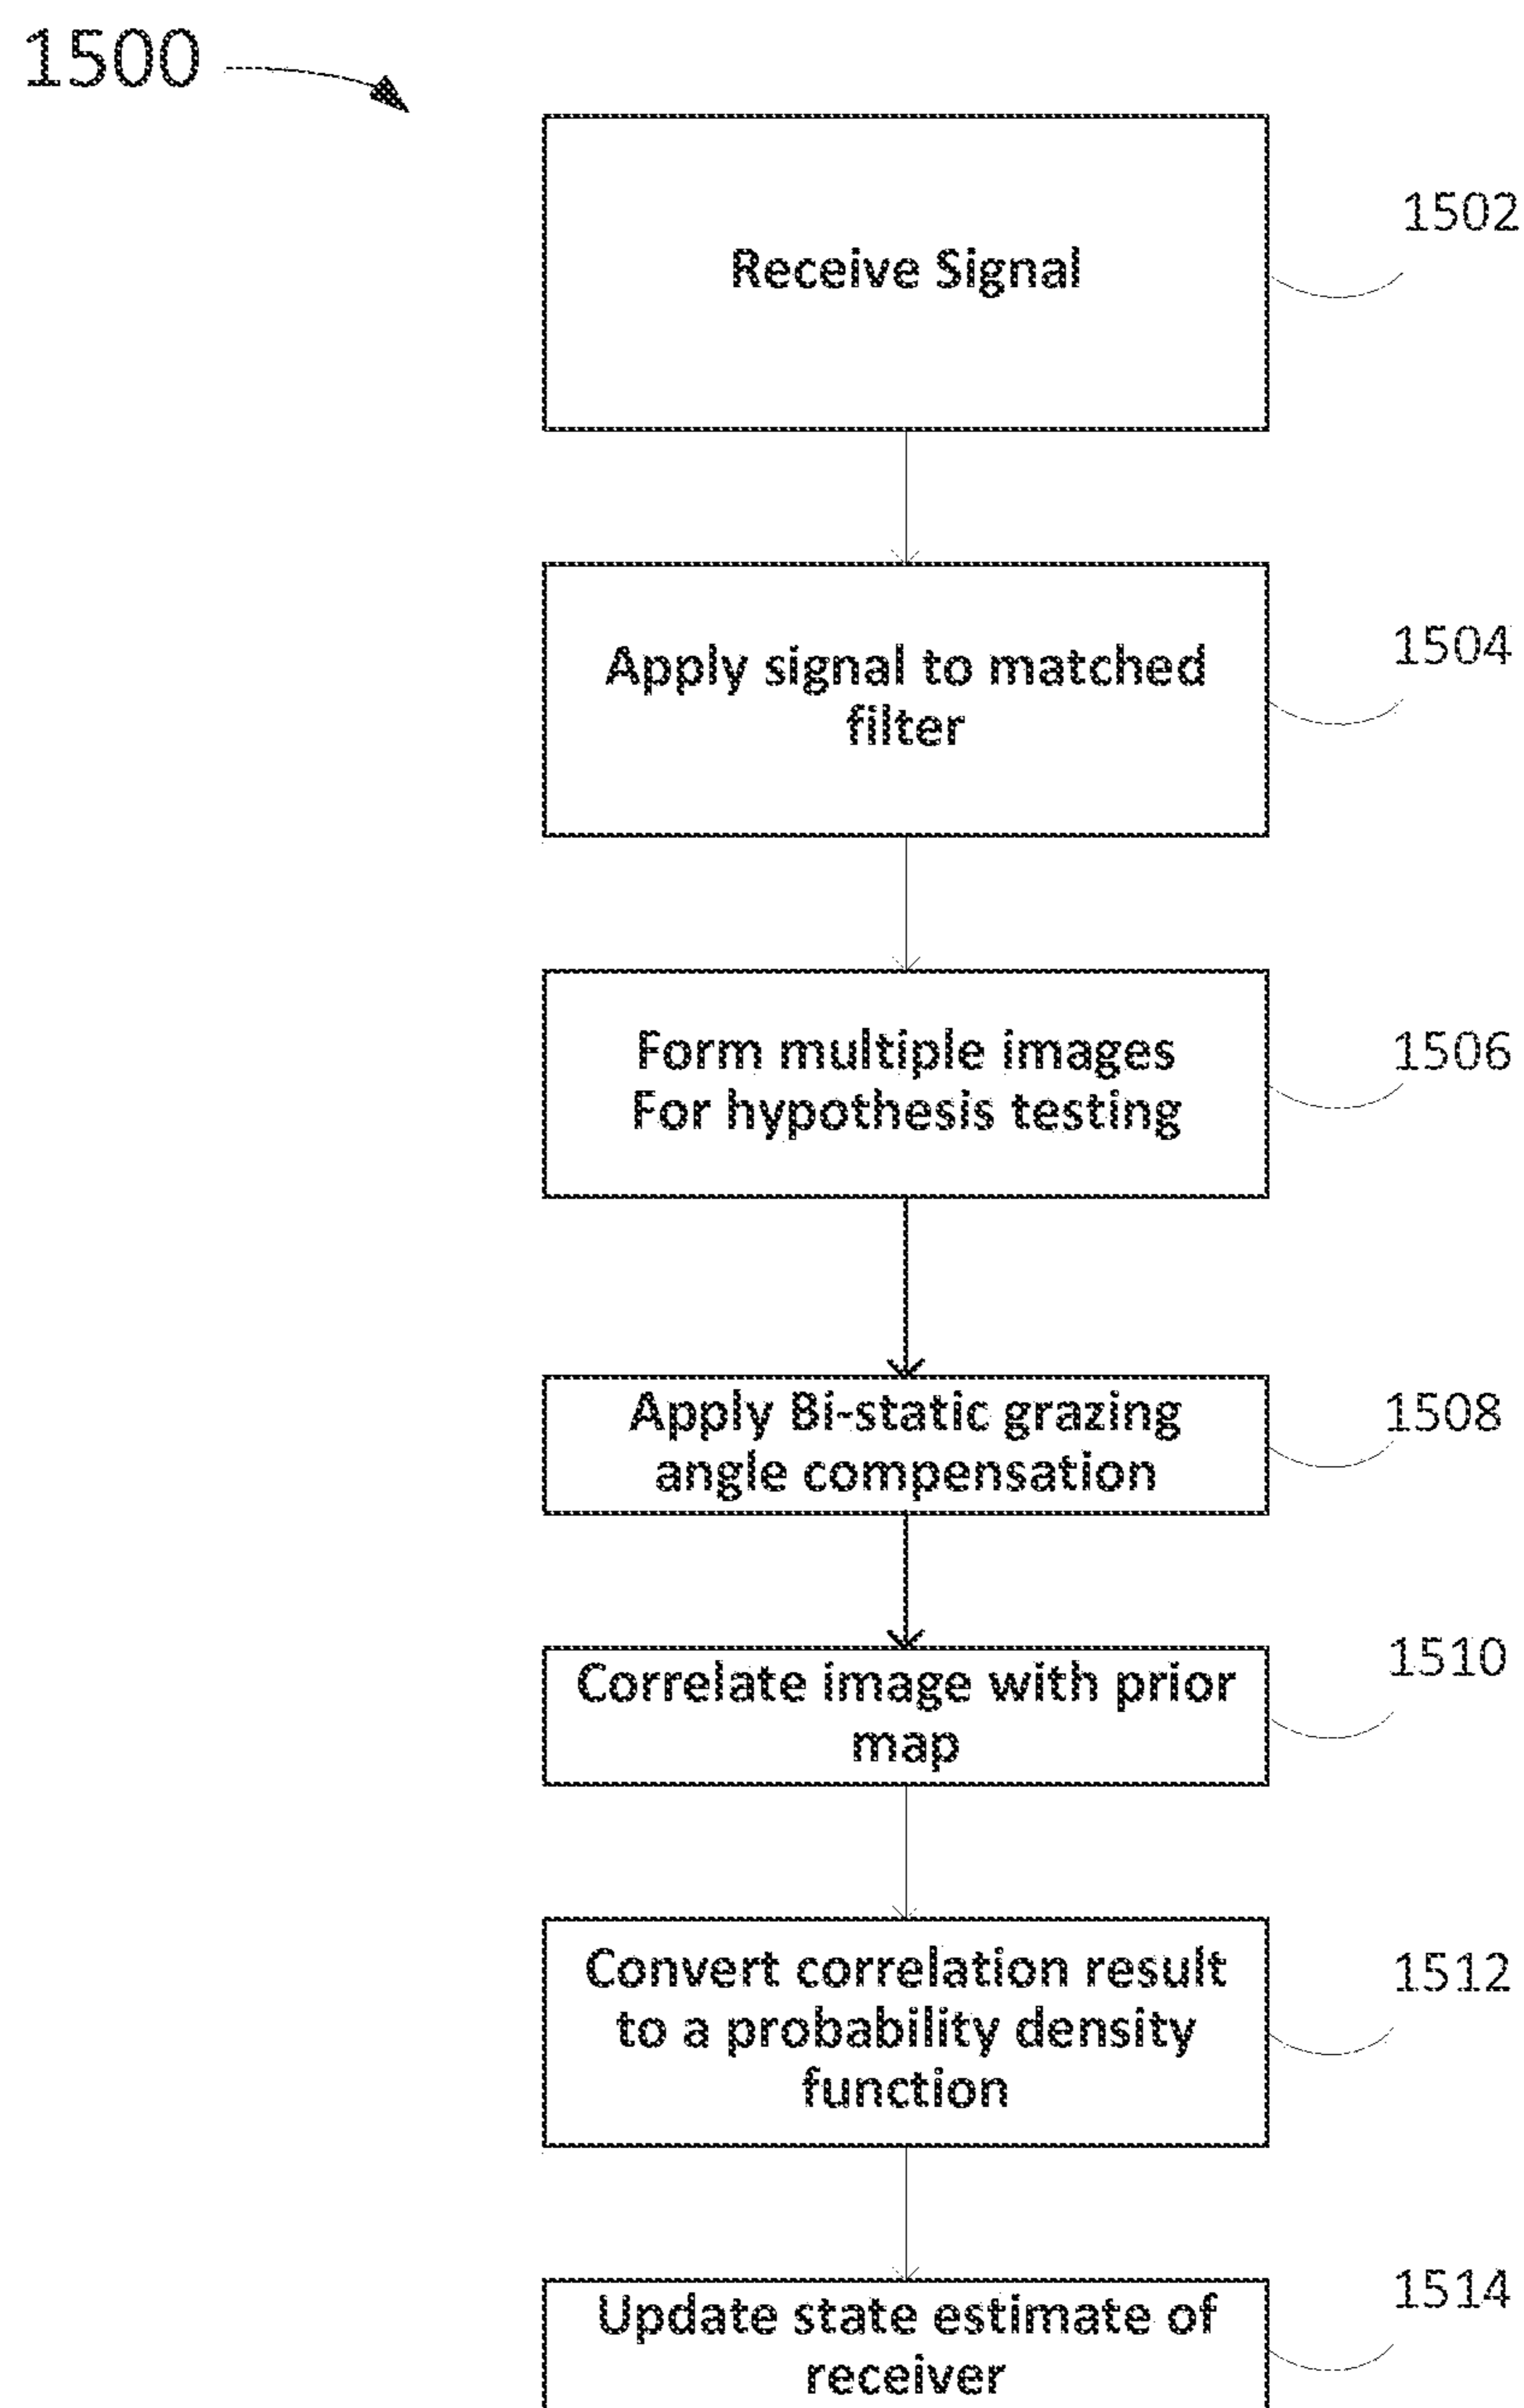 1500
Receive Signal
1502
Apply signal to matched
filter
1504
Form multiple images
For hypothesis testing
1506
Apply Bi-static grazing
angle compensation
1508
Correlate image with prior
map
1510
Convert correlation result
to a probability density
function
1512
Update state estimate of
receiver
1514